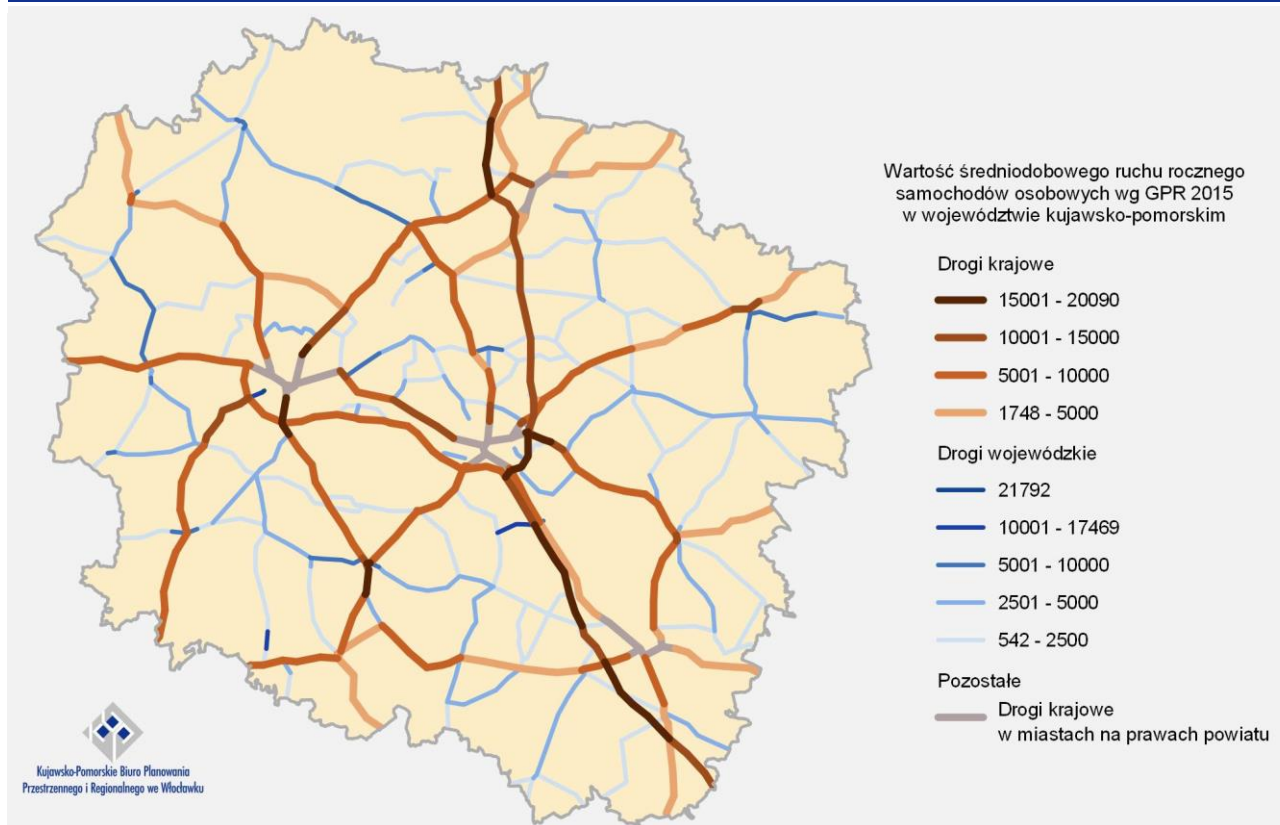 Wartość średniodobowego ruchu rocznego
samochodów osobowych wg GPR 2015
w województwie kujawsko-pomorskim
Drogi krajowe
15001 - 20090
10001 - 15000
5001 - 10000
1748 - 5000
Drogi wojewódzkie
21792
10001 - 17469
5001 - 10000
2501 - 5000
542 - 2500
Pozostałe
Drogi krajowe
w miastach na prawach powiatu
Kujawsko-Pomorskie Biuro Planowania
Przestrzennego i Regionalnego we Włocławku